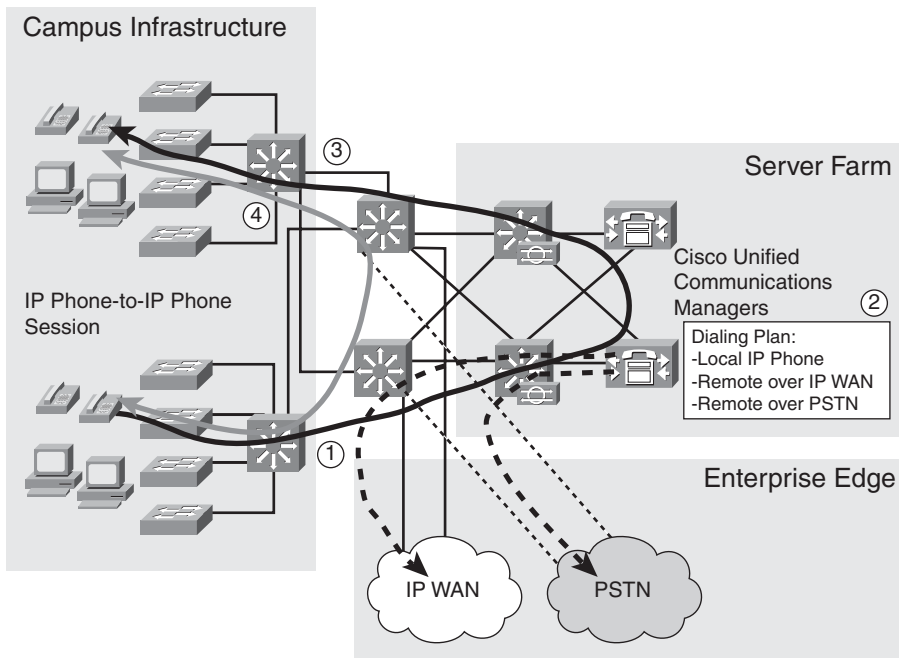 Campus Infrastructure
③
Server Farm
④
Cisco Unified
Communications
Managers
②
IP Phone-to-IP Phone
Session
Dialing Plan:
-Local IP Phone
-Remote over IP WAN
-Remote over PSTN
①
Enterprise Edge
IP WAN
PSTN